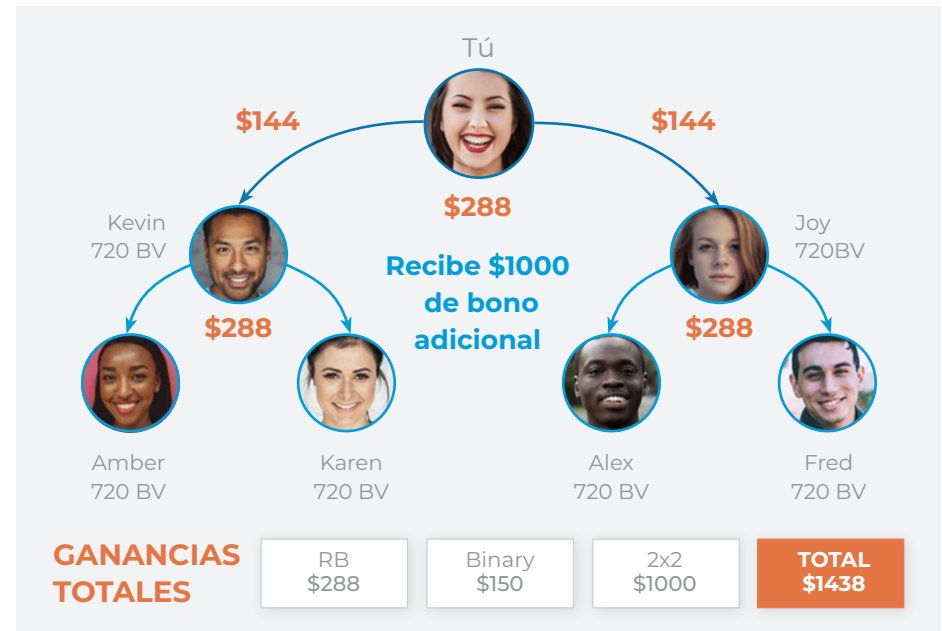 Tú
$144
$144
$288
Kevin
720 BV
Joy
720BV
Recibe $1000
de bono
adicional
$288
$288
Amber
720 BV
Karen
720 BV
Alex
720 BV
Fred
720 BV
GANANCIAS
TOTALES
RB
$288
Binary
$150
2x2
$1000
TOTAL
$1438